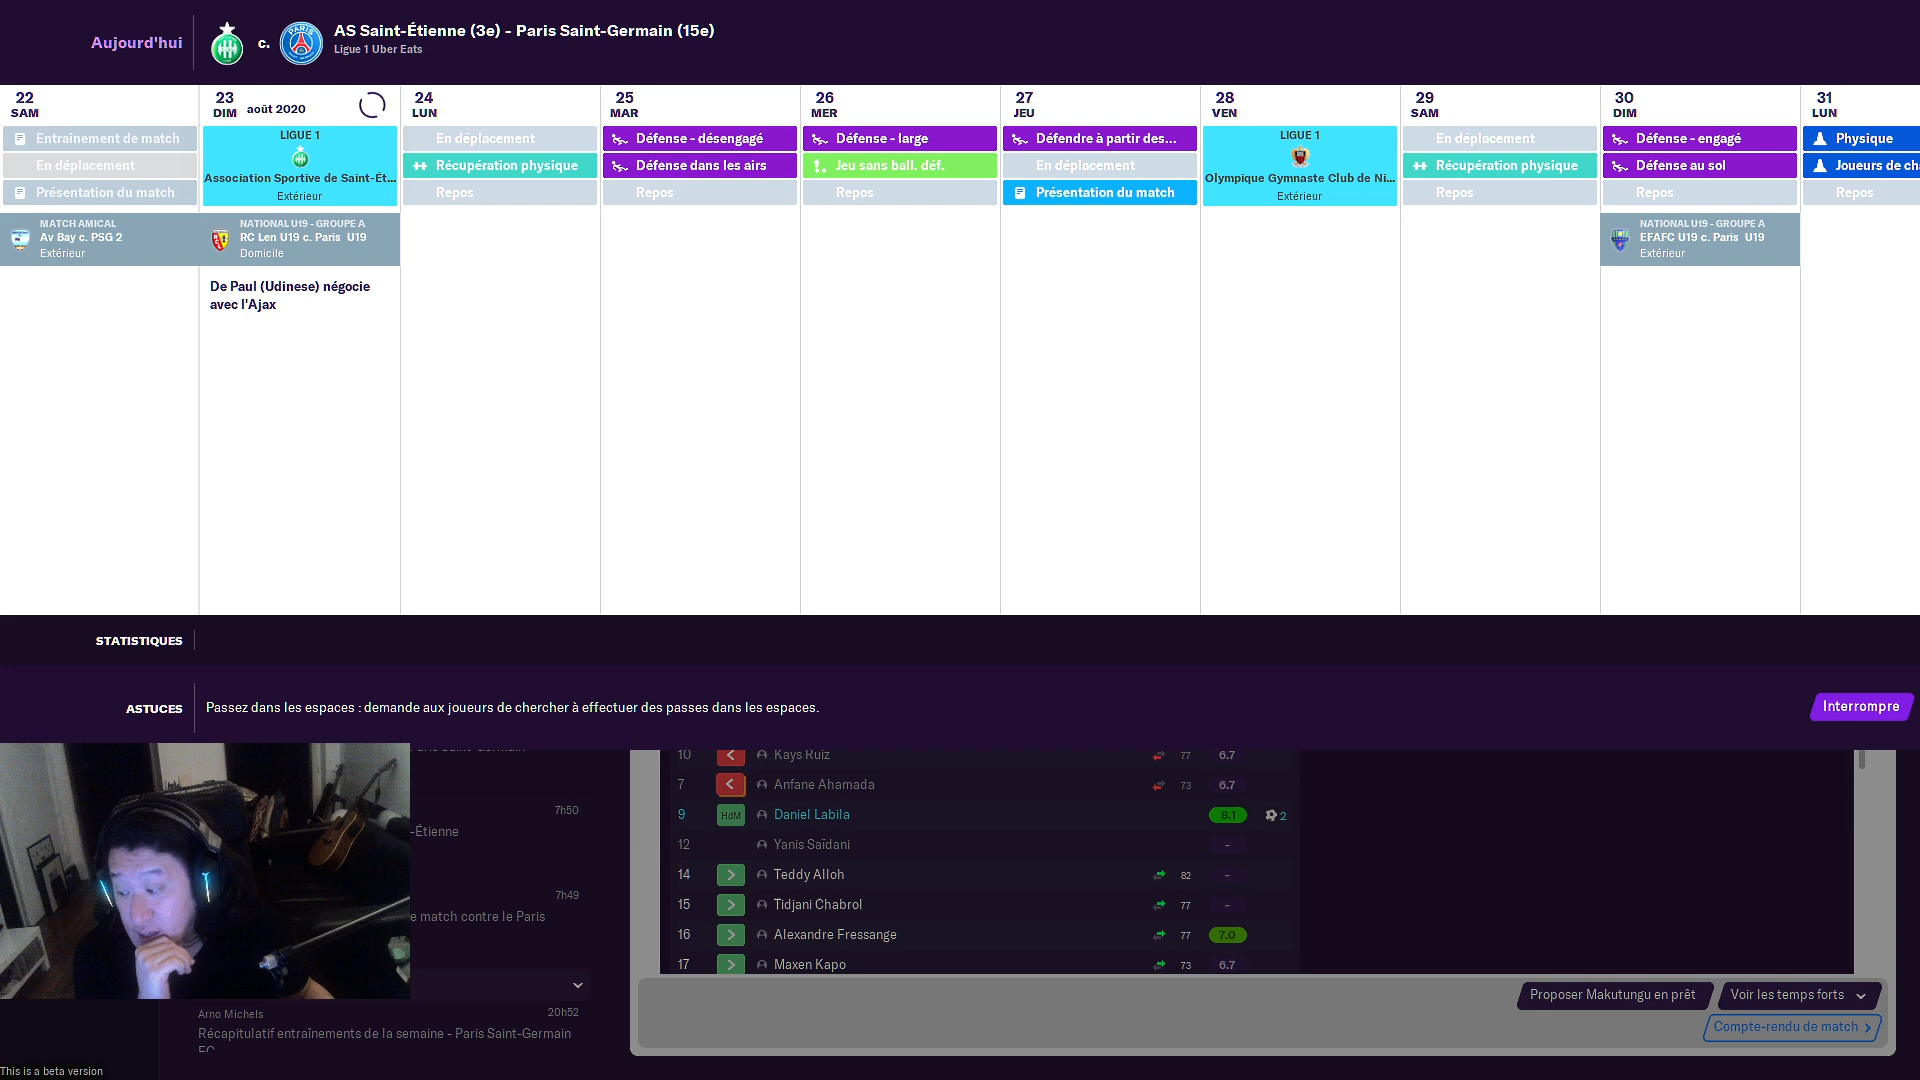 Aujourd'hui
c.
AS Saint-Étienne (3e) - Paris Saint-Germain (15e)
Ligue 1 Uber Eats
22
SAM
Entraînement de match
En déplacement
Présentation du match
MATCH AMICAL
Av Bay c. PSG 2
Extérieur
23
DIM août 2020
LIGUE 1
Association Sportive de Saint-Ét...
Extérieur
NATIONAL U19 - GROUPE A
RC Len U19 c. Paris U19
Domicile
De Paul (Udinese) négocie
avec l'Ajax
24
LUN
En déplacement
Récupération physique
Repos
25
MAR
Défense - désengagé
Défense dans les airs
Repos
26
MER
Défense - large
Jeu sans ball. déf.
Repos
27
JEU
Défendre à partir des...
En déplacement
Présentation du match
28
VEN
LIGUE 1
Olympique Gymnaste Club de Ni...
Extérieur
29
SAM
En déplacement
Récupération physique
Repos
30
DIM
Défense - engagé
Défense au sol
Repos
NATIONAL U19 - GROUPE A
EFAFC U19 c. Paris U19
Extérieur
31
LUN
Physique
Joueurs de ch
Repos
STATISTIQUES
ASTUCES
Passez dans les espaces : demande aux joueurs de chercher à effectuer des passes dans les espaces.
Interrompre
7h50
-Étienne
7h49
e match contre le Paris
Arno Michels
20h52
Récapitulatif entraînements de la semaine - Paris Saint-Germain
FC
10 Kays Ruiz 77 6.7
7 Anfane Ahamada 73 6.7
9 HdM Daniel Labila 8.1 2
12 Yanis Saïdani -
14 Teddy Alloh 82 -
15 Tidjani Chabrol 77 -
16 Alexandre Fressange 77 7.0
17 Maxen Kapo 73 6.7
Proposer Makutungu en prêt
Voir les temps forts
Compte-rendu de match
This is a beta version